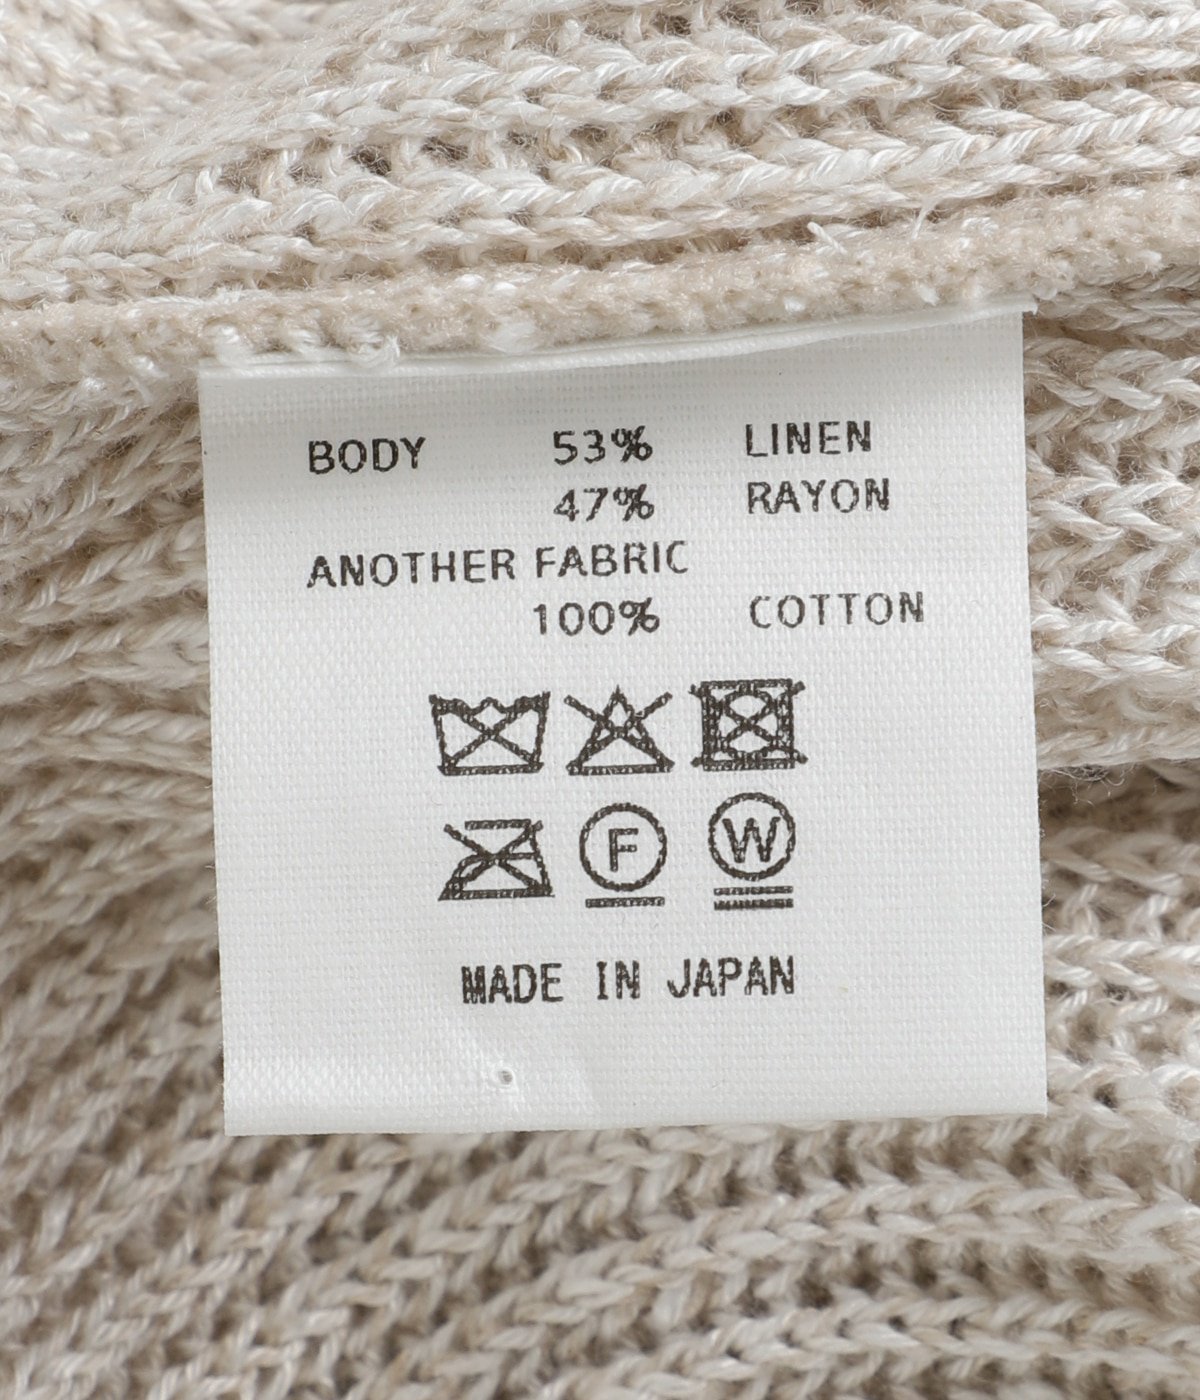 BODY 53% LINEN
47% RAYON
ANOTHER FABRIC
100% COTTON
F W
MADE IN JAPAN